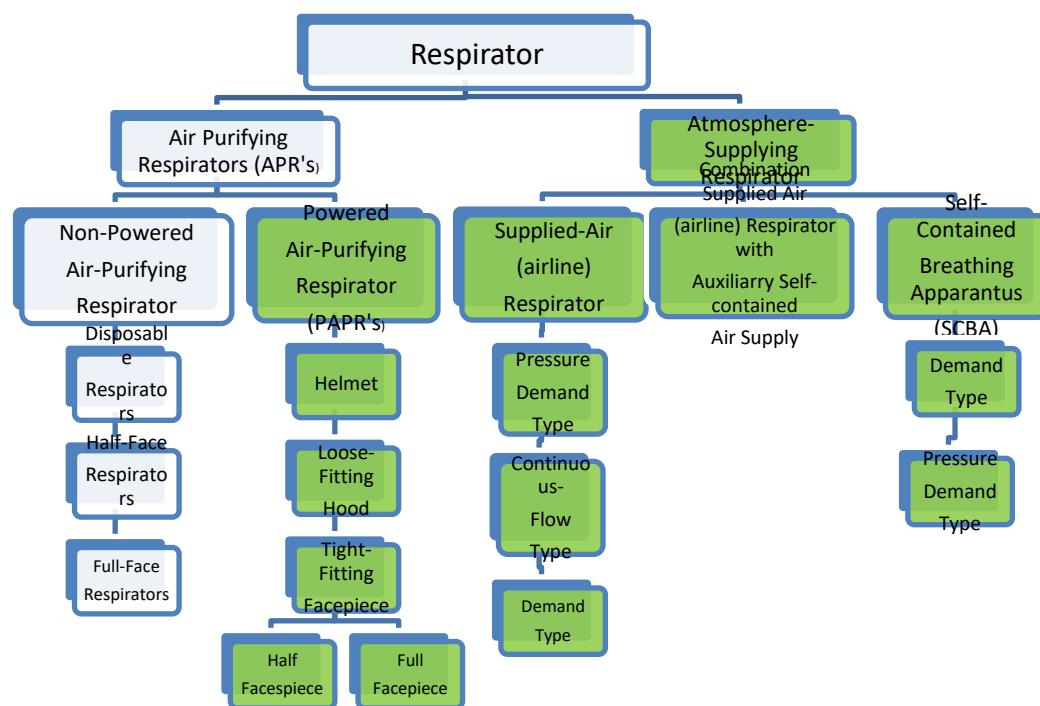 Respirator
Air Purifying
Respirators (APR's)
Atmosphere-
Supplying
Respirator
Non-Powered
Air-Purifying
Respirator
Powered
Air-Purifying
Respirator
(PAPR's)
Supplied-Air
(airline)
Respirator
Combination
Supplied Air
(airline) Respirator
with
Auxiliarry Self-
contained
Air Supply
Self-
Contained
Breathing
Apparantus
(SCBA)
Disposabl
e
Respirato
rs
Half-Face
Respirato
rs
Full-Face
Respirators
Helmet
Loose-
Fitting
Hood
Tight-
Fitting
Facepiece
Half
Facespiece
Full
Facepiece
Pressure
Demand
Type
Continuo
us-
Flow
Type
Demand
Type
Demand
Type
Pressure
Demand
Type